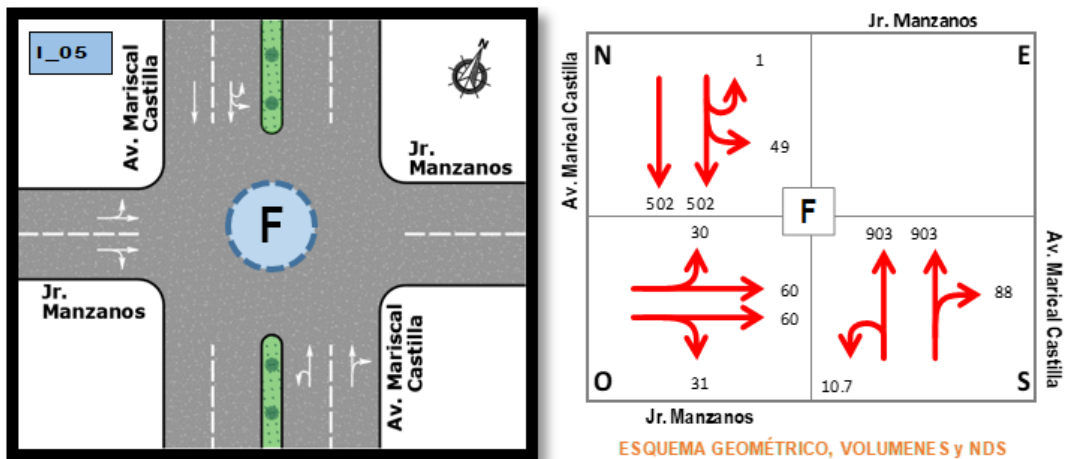 I_05
Av. Mariscal
Castilla
N
Jr.
Manzanos
F
Jr.
Manzanos
Av. Mariscal
Castilla
Jr. Manzanos
Av. Marical Castilla
N
E
1
49
502
502
F
30
903
903
60
60
88
31
10.7
O
S
Av. Marical Castilla
Jr. Manzanos
ESQUEMA GEOMÉTRICO, VOLUMENES y NDS